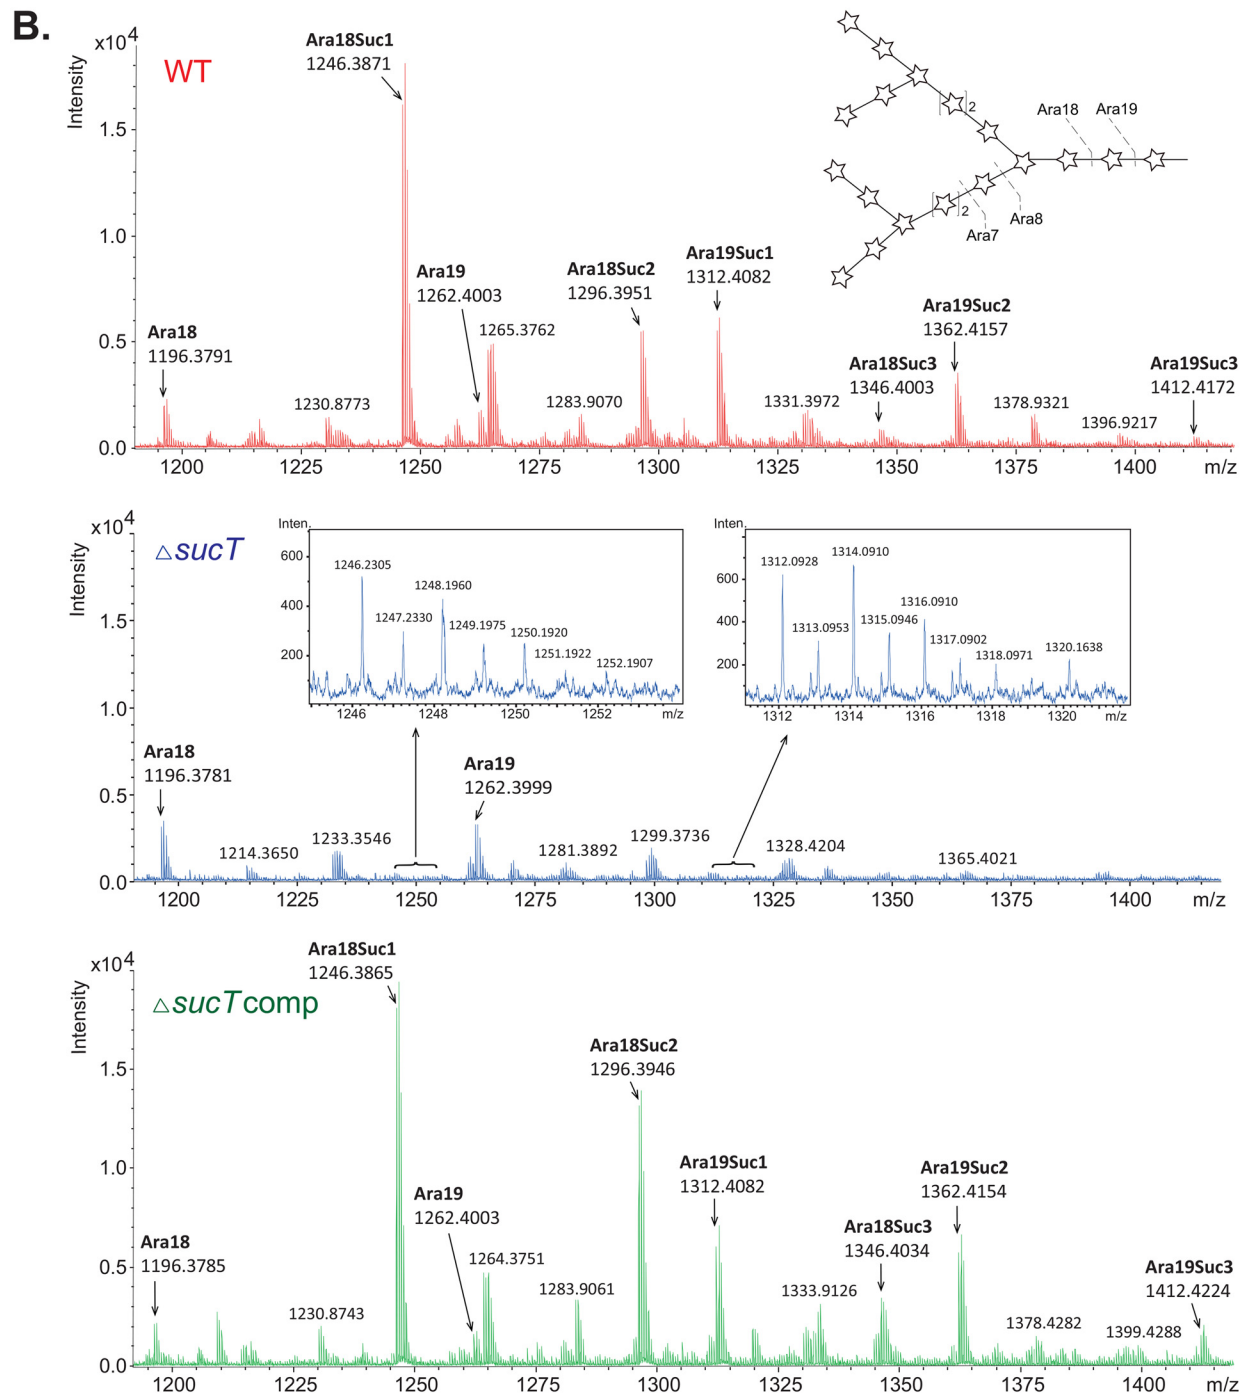 B.
x10⁴
Intensity
WT
Ara18Suc1
1246.3871
Ara18
1196.3791
1230.8773
Ara19
1262.4003
1265.3762
Ara18Suc2
1296.3951
1283.9070
Ara19Suc1
1312.4082
1331.3972
Ara18Suc3
1346.4003
Ara19Suc2
1362.4157
1378.9321
1396.9217
Ara19Suc3
1412.4172
2
2
Ara18
Ara19
Ara7
Ara8
1.5
1.0
0.5
0.0
1200 1225 1250 1275 1300 1325 1350 1375 1400 m/z
x10⁴
Intensity
△sucT
Inten.
600
400
200
1246.2305
1247.2330
1248.1960
1249.1975
1250.1920
1251.1922
1252.1907
1246 1248 1250 1252 m/z
Inten.
600
400
200
1312.0928
1313.0953
1314.0910
1315.0946
1316.0910
1317.0902
1318.0971
1320.1638
1312 1314 1316 1318 1320 m/z
1.5
1.0
0.5
0.0
Ara18
1196.3781
1214.3650
1233.3546
Ara19
1262.3999
1281.3892
1299.3736
1328.4204
1365.4021
1200 1225 1250 1275 1300 1325 1350 1375 1400 m/z
x10⁴
Intensity
△sucT comp
Ara18Suc1
1246.3865
Ara18
1196.3785
1230.8743
Ara19
1262.4003
1264.3751
1283.9061
Ara18Suc2
1296.3946
Ara19Suc1
1312.4082
1333.9126
Ara18Suc3
1346.4034
Ara19Suc2
1362.4154
1378.4282
1399.4288
Ara19Suc3
1412.4224
1.5
1.0
0.5
0.0
1200 1225 1250 1275 1300 1325 1350 1375 1400 m/z